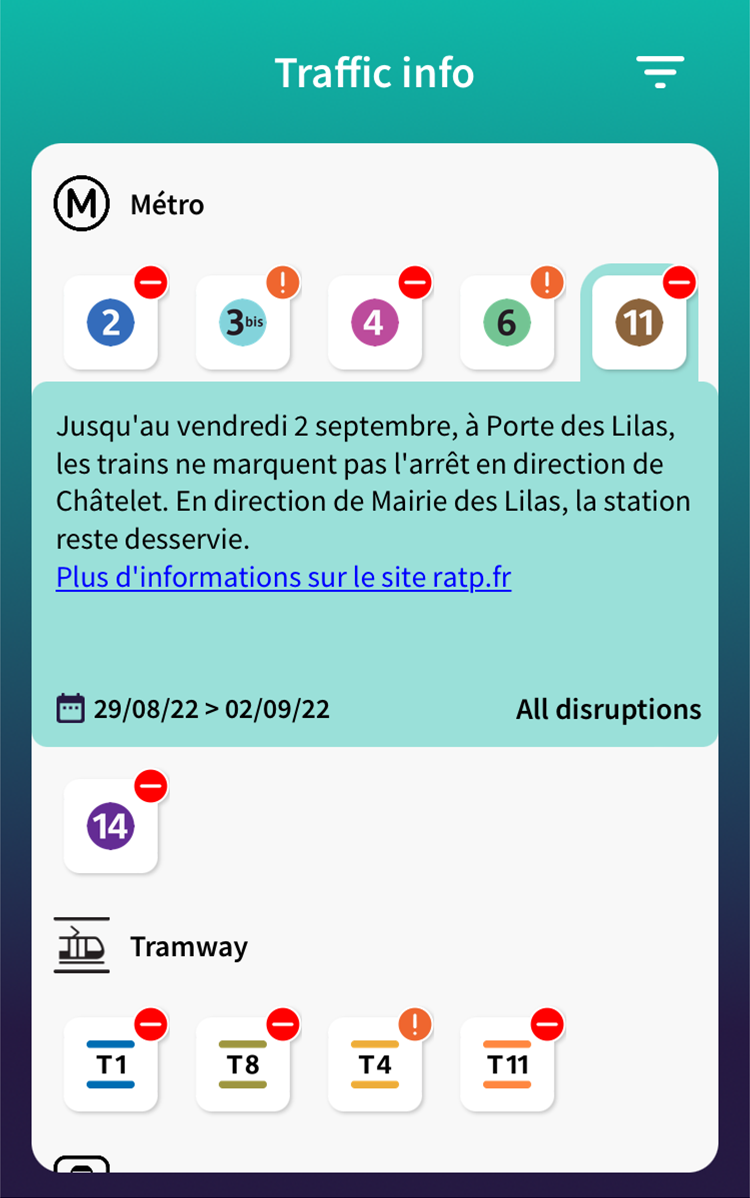 Traffic info
M Métro
2 3bis 4 6 11
Jusqu'au vendredi 2 septembre, à Porte des Lilas,
les trains ne marquent pas l'arrêt en direction de
Châtelet. En direction de Mairie des Lilas, la station
reste desservie.
Plus d'informations sur le site ratp.fr
29/08/22 > 02/09/22 All disruptions
14
Tramway
T1 T8 T4 T11